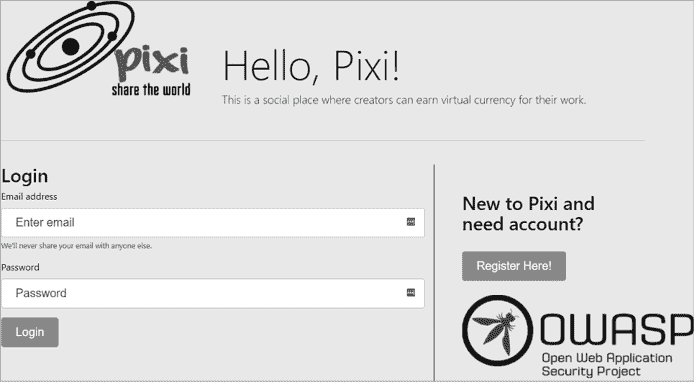 pixi
share the world
Hello, Pixi!
This is a social place where creators can earn virtual currency for their work.
Login
Email address
Enter email
We'll never share your email with anyone else.
Password
Password
Login
New to Pixi and
need account?
Register Here!
OWASP
Open Web Application
Security Project